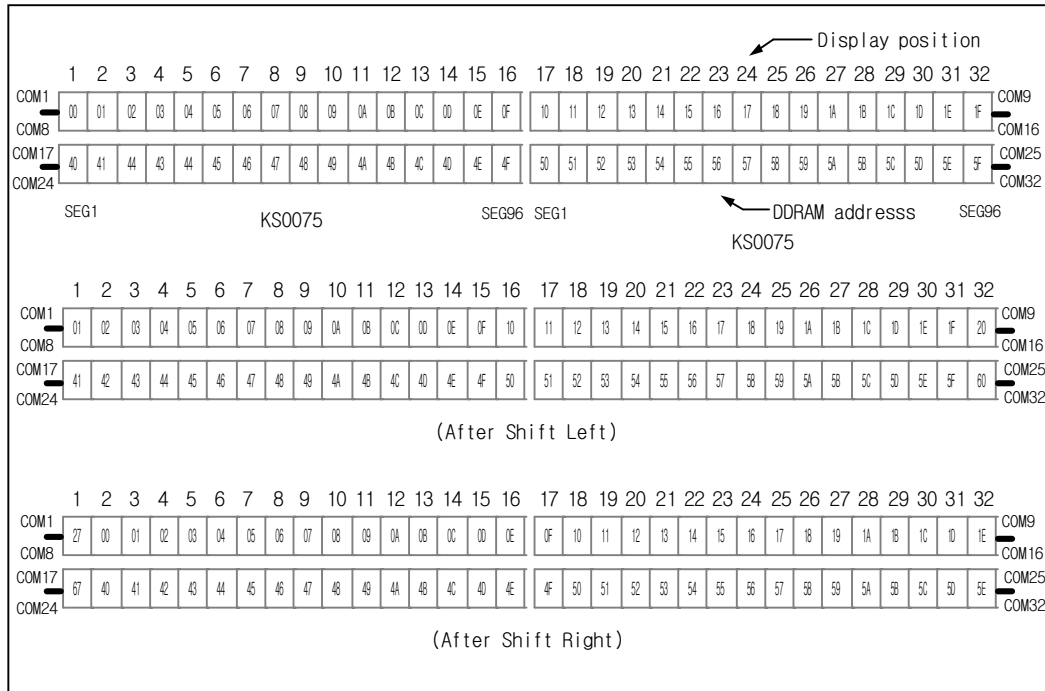 Display position
1 2 3 4 5 6 7 8 9 10 11 12 13 14 15 16 17 18 19 20 21 22 23 24 25 26 27 28 29 30 31 32
COM1 COM9
00 01 02 03 04 05 06 07 08 09 0A 0B 0C 0D 0E 0F 10 11 12 13 14 15 16 17 18 19 1A 1B 1C 1D 1E 1F
COM8 COM16
COM17 COM25
40 41 44 44 44 45 46 47 48 49 4A 4B 4C 4D 4E 4F 50 51 52 53 54 55 56 57 58 59 5A 5B 5C 5D 5E 5F
COM24 COM32
SEG1 KS0075 SEG96 SEG1 DDRAM addresss SEG96
KS0075
1 2 3 4 5 6 7 8 9 10 11 12 13 14 15 16 17 18 19 20 21 22 23 24 25 26 27 28 29 30 31 32
COM1 COM9
01 02 03 04 05 06 07 08 09 0A 0B 0C 0D 0E 0F 10 11 12 13 14 15 16 17 18 19 1A 1B 1C 1D 1E 1F 20
COM8 COM16
COM17 COM25
41 42 43 44 45 46 47 48 49 4A 4B 4C 4D 4E 4F 50 51 52 53 54 55 56 57 58 59 5A 5B 5C 5D 5E 5F 60
COM24 COM32
(After Shift Left)
1 2 3 4 5 6 7 8 9 10 11 12 13 14 15 16 17 18 19 20 21 22 23 24 25 26 27 28 29 30 31 32
COM1 COM9
27 00 01 02 03 04 05 06 07 08 09 0A 0B 0C 0D 0E 0F 10 11 12 13 14 15 16 17 18 19 1A 1B 1C 1D 1E
COM8 COM16
COM17 COM25
67 40 41 42 43 44 45 46 47 48 49 4A 4B 4C 4D 4E 4F 50 51 52 53 54 55 56 57 58 59 5A 5B 5C 5D 5E
COM24 COM32
(After Shift Right)